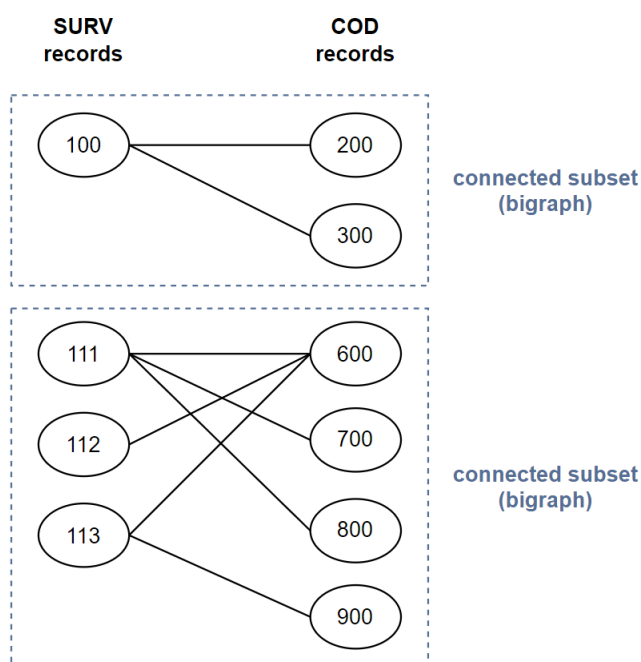 SURV
records
COD
records
100
200
300
connected subset
(bigraph)
111
600
112
700
113
800
900
connected subset
(bigraph)